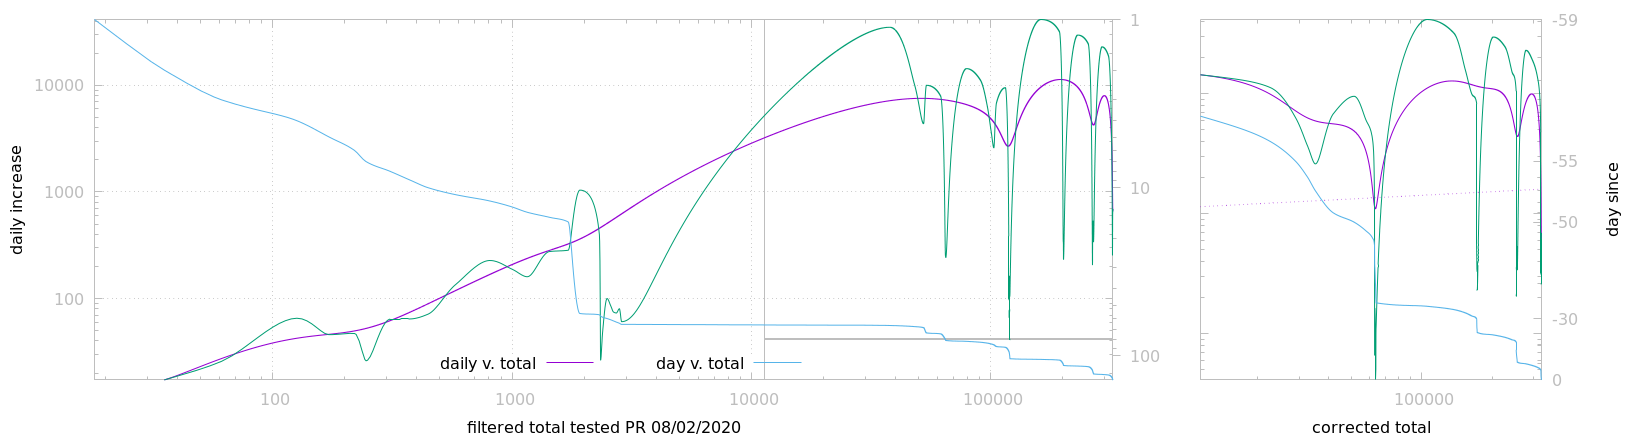 daily increase
10000
1000
100
100
1000
10000
100000
1
10
100
daily v. total
day v. total
filtered total tested PR 08/02/2020
-59
-55
-50
-30
0
day since
100000
corrected total